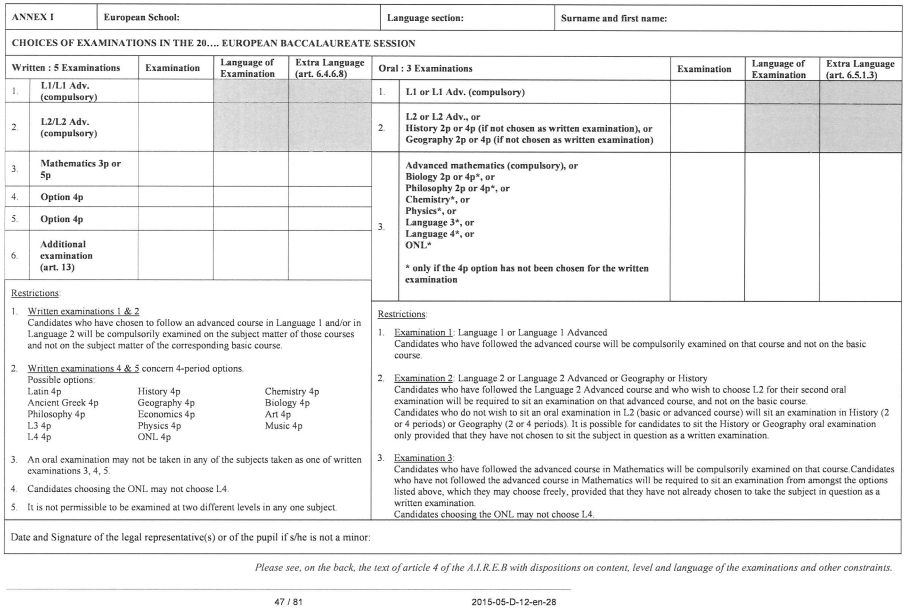 ANNEX I European School: Language section: Surname and first name:
CHOICES OF EXAMINATIONS IN THE 20…. EUROPEAN BACCALAUREATE SESSION
Written : 5 Examinations Examination Language of Examination Extra Language (art. 6.4.6.8)
1. L1/L1 Adv.
(compulsory)
2. L2/L2 Adv.
(compulsory)
3. Mathematics 3p or
5p
4. Option 4p
5. Option 4p
6. Additional
examination
(art. 13)
Restrictions:
1. Written examinations 1 & 2
Candidates who have chosen to follow an advanced course in Language 1 and/or in
Language 2 will be compulsorily examined on the subject matter of those courses
and not on the subject matter of the corresponding basic course.
2. Written examinations 4 & 5 concern 4-period options.
Possible options:
Latin 4p History 4p Chemistry 4p
Ancient Greek 4p Geography 4p Biology 4p
Philosophy 4p Economics 4p Art 4p
L3 4p Physics 4p Music 4p
L4 4p ONL 4p
3. An oral examination may not be taken in any of the subjects taken as one of written
examinations 3, 4, 5.
4. Candidates choosing the ONL may not choose L4.
5. It is not permissible to be examined at two different levels in any one subject.
Oral : 3 Examinations Examination Language of Examination Extra Language (art. 6.5.1.3)
1. L1 or L1 Adv. (compulsory)
2. L2 or L2 Adv., or
History 2p or 4p (if not chosen as written examination), or
Geography 2p or 4p (if not chosen as written examination)
3. Advanced mathematics (compulsory), or
Biology 2p or 4p*, or
Philosophy 2p or 4p*, or
Chemistry*, or
Physics*, or
Language 3*, or
Language 4*, or
ONL*
* only if the 4p option has not been chosen for the written
examination
Restrictions:
1. Examination 1: Language 1 or Language 1 Advanced
Candidates who have followed the advanced course will be compulsorily examined on that course and not on the basic
course.
2. Examination 2: Language 2 or Language 2 Advanced or Geography or History
Candidates who have followed the Language 2 Advanced course and who wish to choose L2 for their second oral
examination will be required to sit an examination on that advanced course, and not on the basic course.
Candidates who do not wish to sit an oral examination in L2 (basic or advanced course) will sit an examination in History (2
or 4 periods) or Geography (2 or 4 periods). It is possible for candidates to sit the History or Geography oral examination
only provided that they have not chosen to sit the subject in question as a written examination.
3. Examination 3:
Candidates who have followed the advanced course in Mathematics will be compulsorily examined on that course.Candidates
who have not followed the advanced course in Mathematics will be required to sit an examination from amongst the options
listed above, which they may choose freely, provided that they have not already chosen to take the subject in question as a
written examination.
Candidates choosing the ONL may not choose L4.
Date and Signature of the legal representative(s) or of the pupil if s/he is not a minor:
Please see, on the back, the text of article 4 of the A.I.R.E.B with dispositions on content, level and language of the examinations and other constraints.
47 / 81 2015-05-D-12-en-28